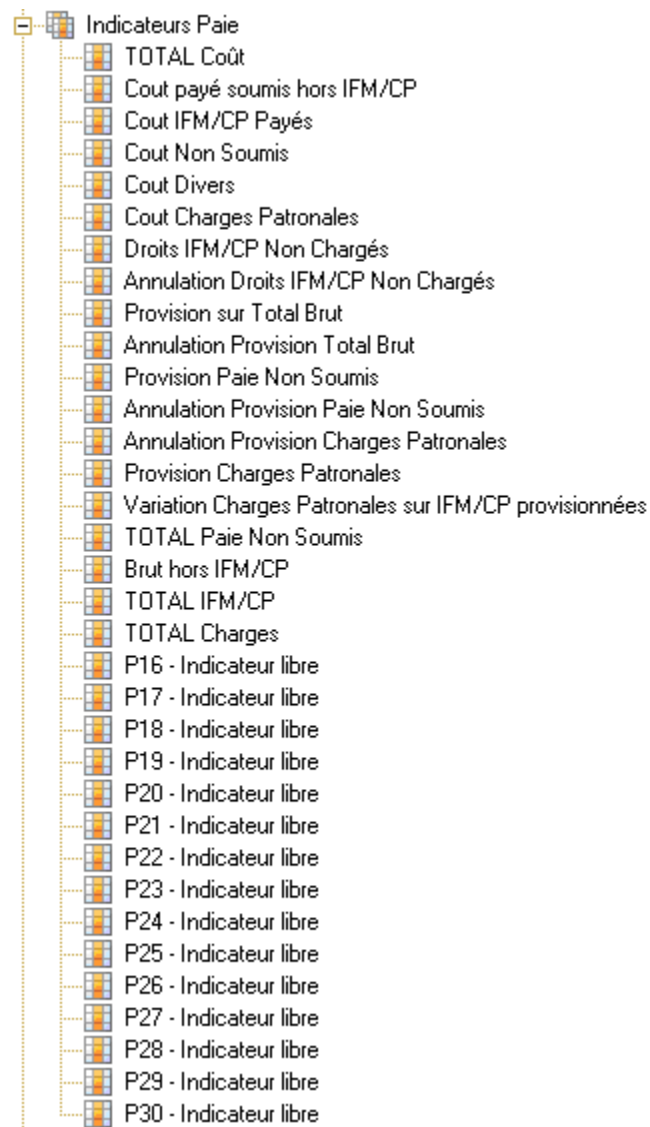 Indicateurs Paie
TOTAL Coût
Cout payé soumis hors IFM/CP
Cout IFM/CP Payés
Cout Non Soumis
Cout Divers
Cout Charges Patronales
Droits IFM/CP Non Chargés
Annulation Droits IFM/CP Non Chargés
Provision sur Total Brut
Annulation Provision Total Brut
Provision Paie Non Soumis
Annulation Provision Paie Non Soumis
Annulation Provision Charges Patronales
Provision Charges Patronales
Variation Charges Patronales sur IFM/CP provisionnées
TOTAL Paie Non Soumis
Brut hors IFM/CP
TOTAL IFM/CP
TOTAL Charges
P16 - Indicateur libre
P17 - Indicateur libre
P18 - Indicateur libre
P19 - Indicateur libre
P20 - Indicateur libre
P21 - Indicateur libre
P22 - Indicateur libre
P23 - Indicateur libre
P24 - Indicateur libre
P25 - Indicateur libre
P26 - Indicateur libre
P27 - Indicateur libre
P28 - Indicateur libre
P29 - Indicateur libre
P30 - Indicateur libre